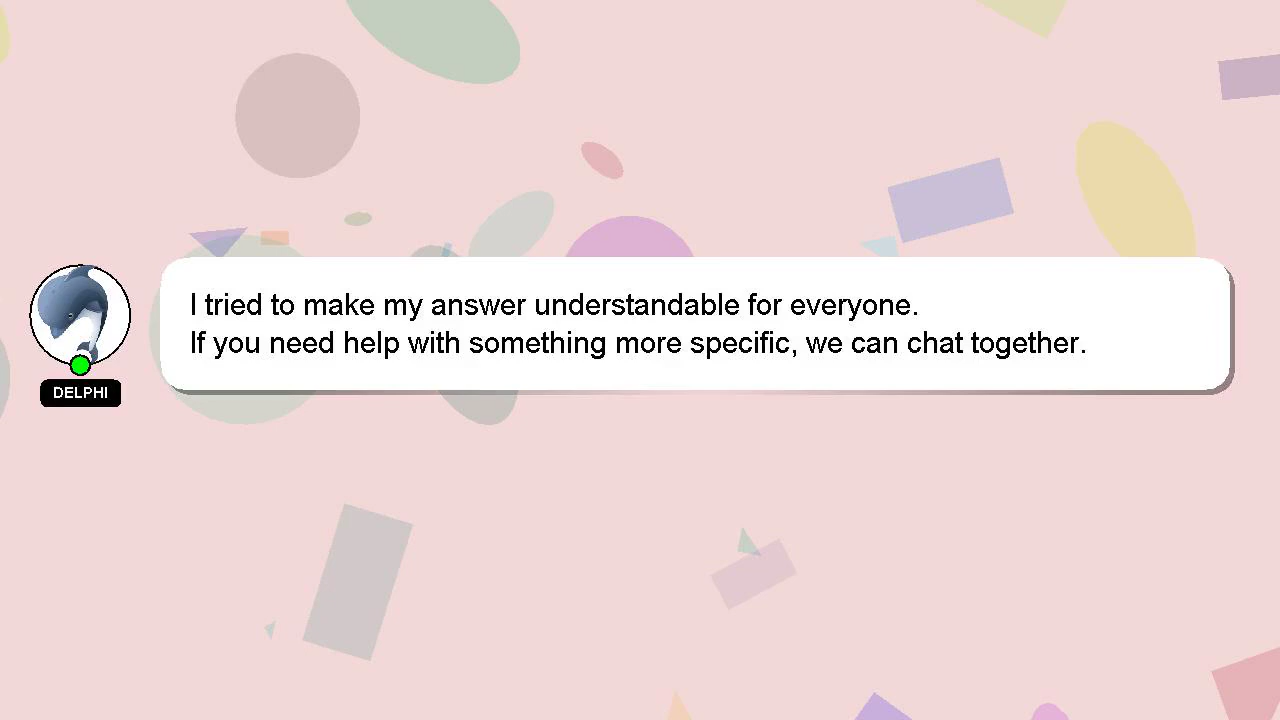 I tried to make my answer understandable for everyone.
If you need help with something more specific, we can chat together.
DELPHI